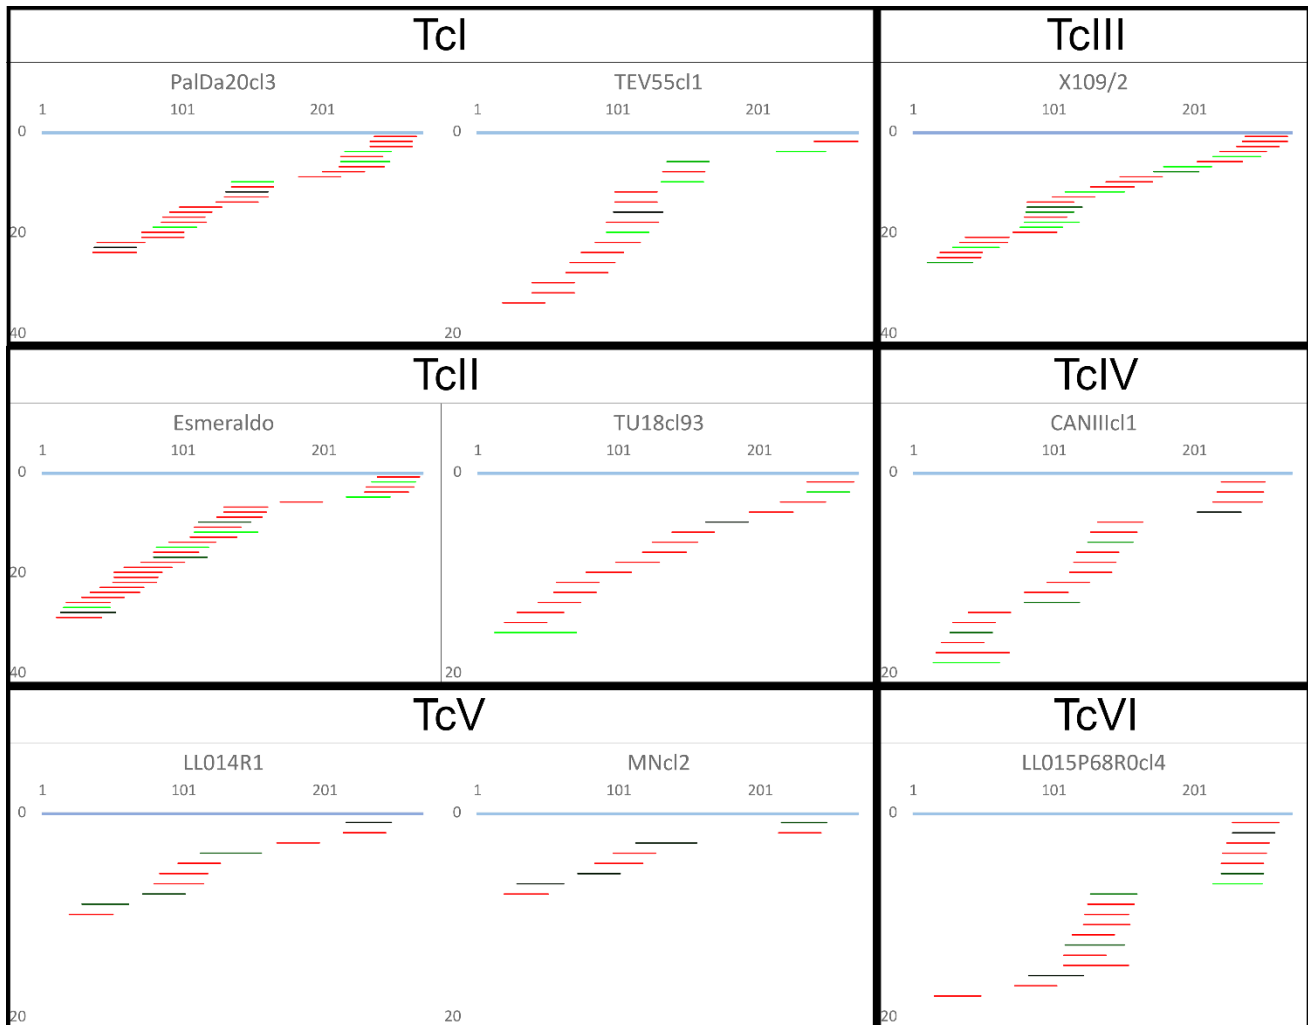 TcI
TcIII
PalDa20cl3
TEV55cl1
X109/2
1 101 201
1 101 201
1 101 201
0
0
0
20
20
40
20
40
TcII
TcIV
Esmeraldo
TU18cl93
CANIIIcl1
1 101 201
1 101 201
1 101 201
0
0
0
20
40
20
20
TcV
TcVI
LL014R1
MNcl2
LL015P68R0cl4
1 101 201
1 101 201
1 101 201
0
0
0
20
20
20